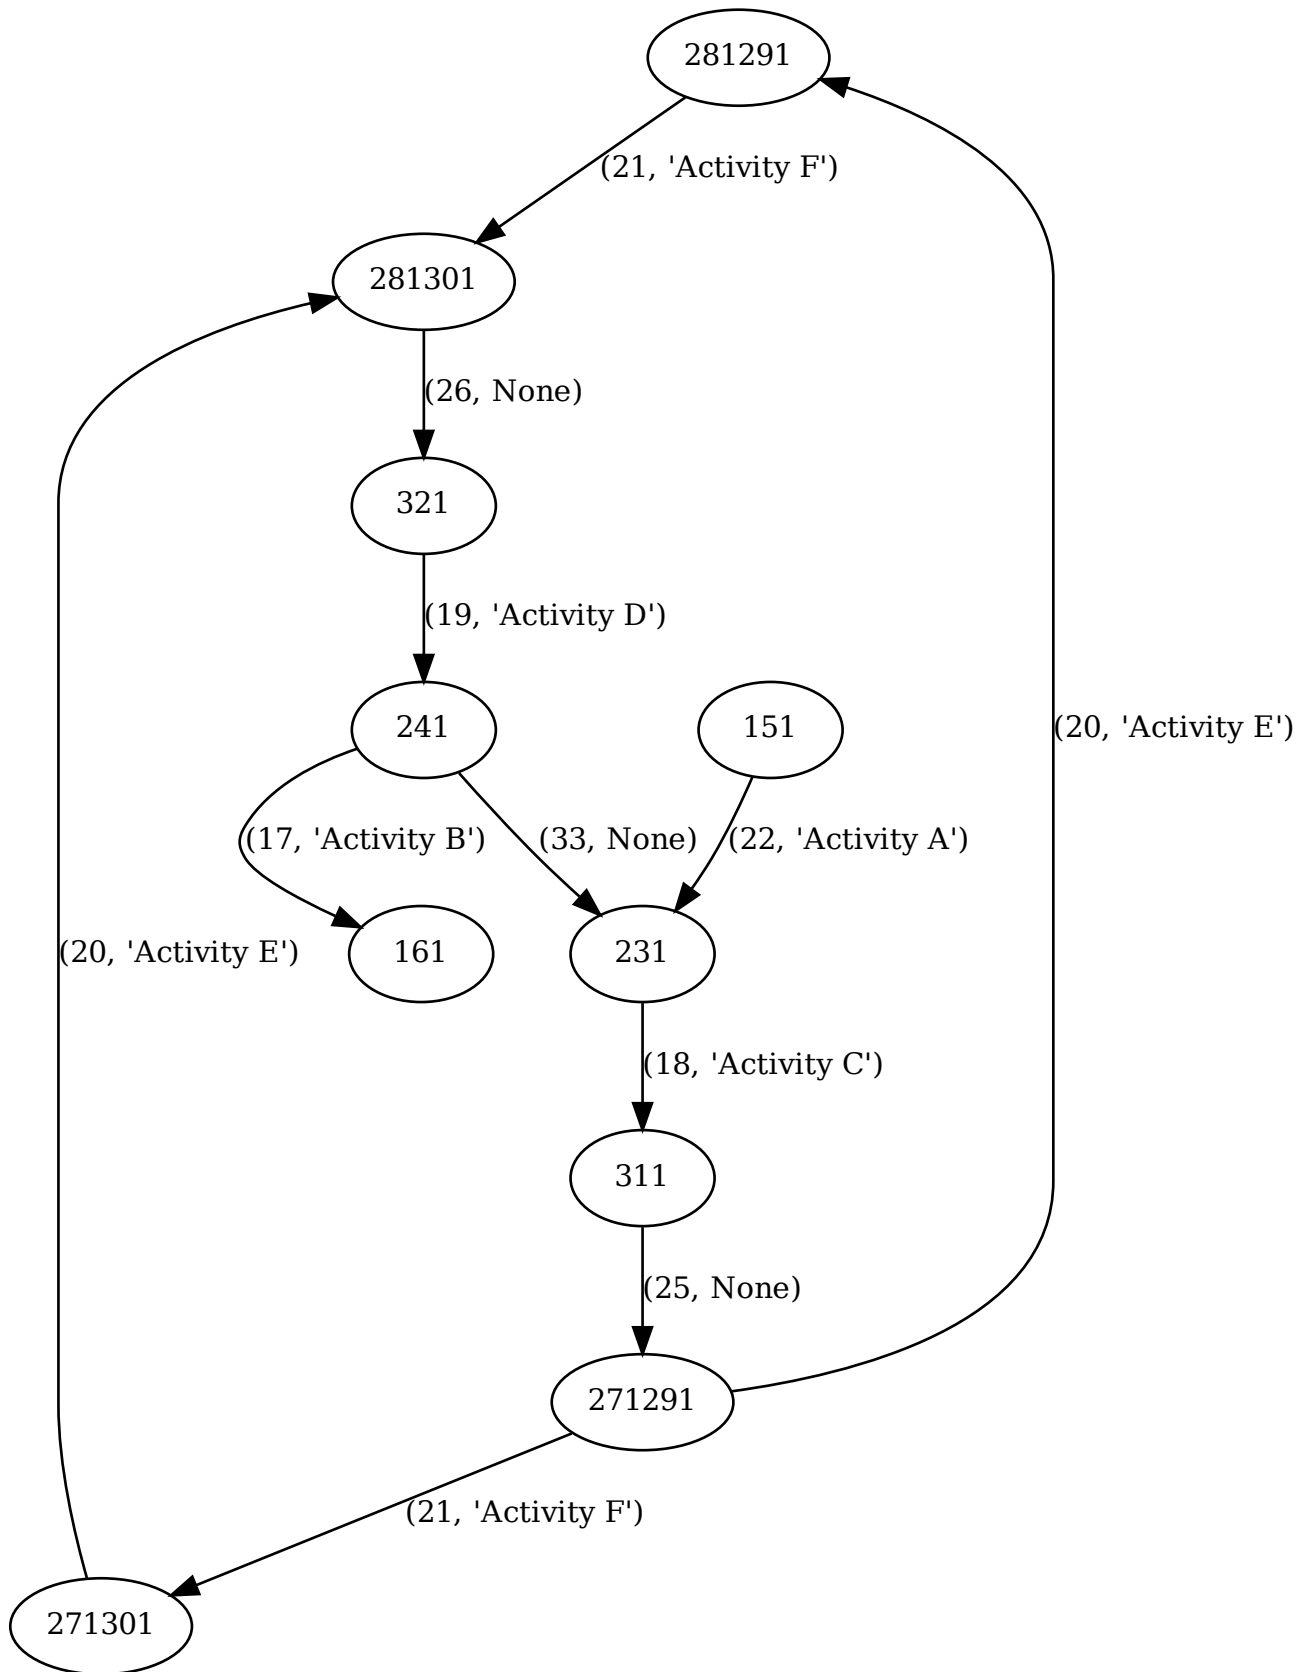 281291
(21, 'Activity F')
281301
(26, None)
321
(19, 'Activity D')
241
151
(20, 'Activity E')
(17, 'Activity B')
(33, None)
(22, 'Activity A')
(20, 'Activity E')
161
231
(18, 'Activity C')
311
(25, None)
271291
(21, 'Activity F')
271301